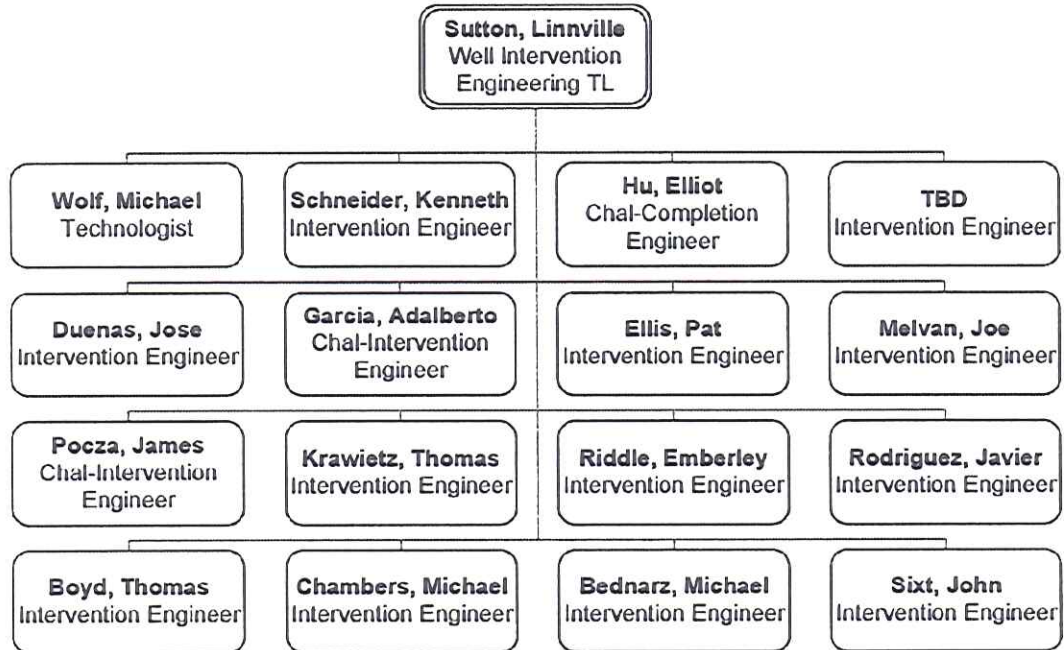 Sutton, Linnville
Well Intervention
Engineering TL
Wolf, Michael
Technologist
Schneider, Kenneth
Intervention Engineer
Hu, Elliot
Chal-Completion
Engineer
TBD
Intervention Engineer
Duenas, Jose
Intervention Engineer
Garcia, Adalberto
Chal-Intervention
Engineer
Ellis, Pat
Intervention Engineer
Melvan, Joe
Intervention Engineer
Pocza, James
Chal-Intervention
Engineer
Krawietz, Thomas
Intervention Engineer
Riddle, Emberley
Intervention Engineer
Rodriguez, Javier
Intervention Engineer
Boyd, Thomas
Intervention Engineer
Chambers, Michael
Intervention Engineer
Bednarz, Michael
Intervention Engineer
Sixt, John
Intervention Engineer